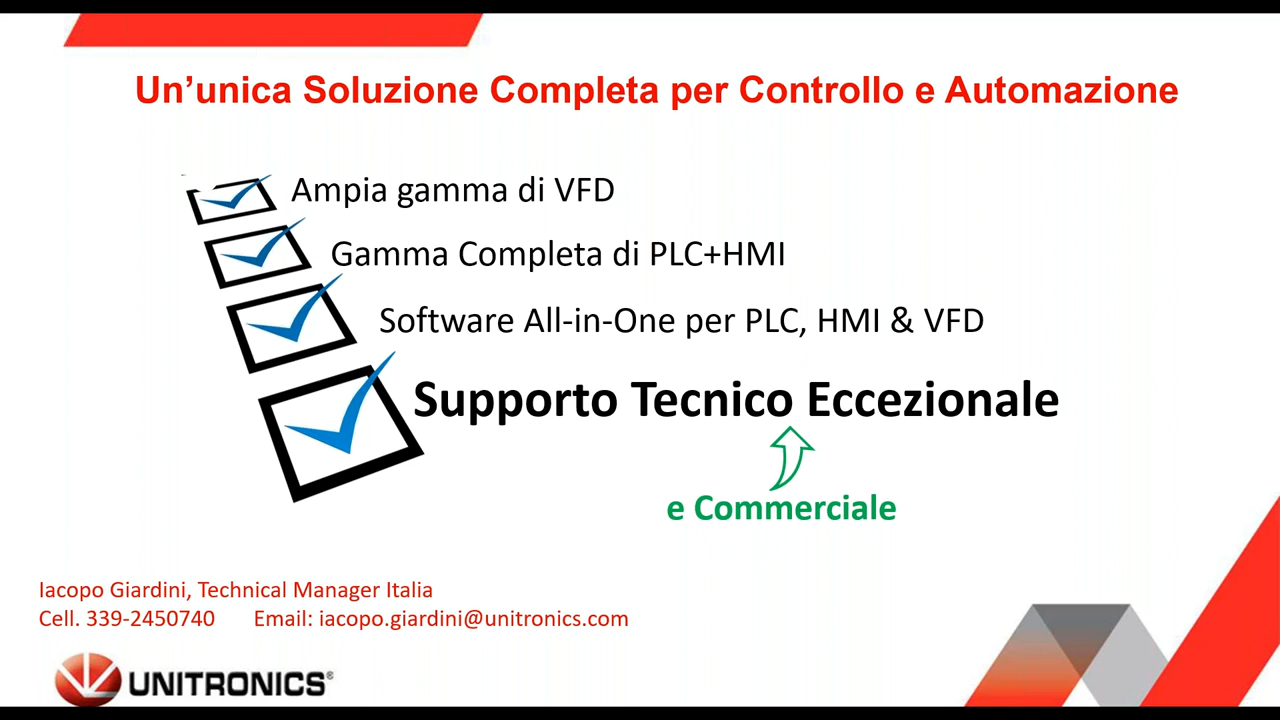 Un’unica Soluzione Completa per Controllo e Automazione
Ampia gamma di VFD
Gamma Completa di PLC+HMI
Software All-in-One per PLC, HMI & VFD
Supporto Tecnico Eccezionale
e Commerciale
Iacopo Giardini, Technical Manager Italia
Cell. 339-2450740 Email: iacopo.giardini@unitronics.com
UNITRONICS®